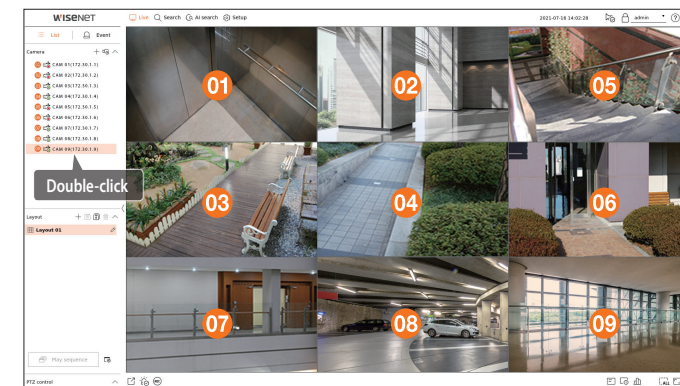 WISENET
Live Search AI search Setup
2021-07-16 14:02:28 admin
List Event
Camera
CAM 01(172.30.1.1)
CAM 02(172.30.1.2)
CAM 03(172.30.1.3)
CAM 04(172.30.1.4)
CAM 05(172.30.1.5)
CAM 06(172.30.1.6)
CAM 07(172.30.1.7)
CAM 08(172.30.1.8)
CAM 09(172.30.1.9)
Double-click
Layout
Layout 01
Play sequence
PTZ control
01
02
05
03
04
06
07
08
09
ALL